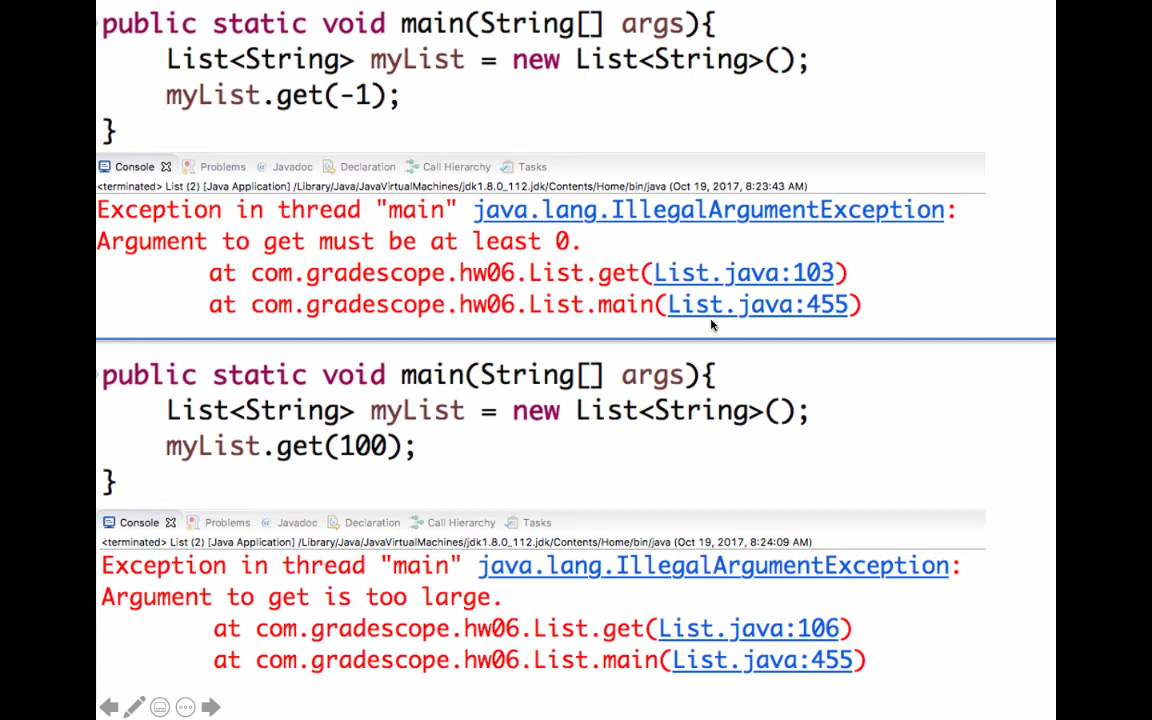 public static void main(String[] args){
List<String> myList = new List<String>();
myList.get(-1);
}
Console Problems @ Javadoc Declaration Call Hierarchy Tasks
<terminated> List (2) [Java Application] /Library/Java/JavaVirtualMachines/jdk1.8.0_112.jdk/Contents/Home/bin/java (Oct 19, 2017, 8:23:43 AM)
Exception in thread "main" java.lang.IllegalArgumentException:
Argument to get must be at least 0.
at com.gradescope.hw06.List.get(List.java:103)
at com.gradescope.hw06.List.main(List.java:455)
public static void main(String[] args){
List<String> myList = new List<String>();
myList.get(100);
}
Console Problems @ Javadoc Declaration Call Hierarchy Tasks
<terminated> List (2) [Java Application] /Library/Java/JavaVirtualMachines/jdk1.8.0_112.jdk/Contents/Home/bin/java (Oct 19, 2017, 8:24:09 AM)
Exception in thread "main" java.lang.IllegalArgumentException:
Argument to get is too large.
at com.gradescope.hw06.List.get(List.java:106)
at com.gradescope.hw06.List.main(List.java:455)